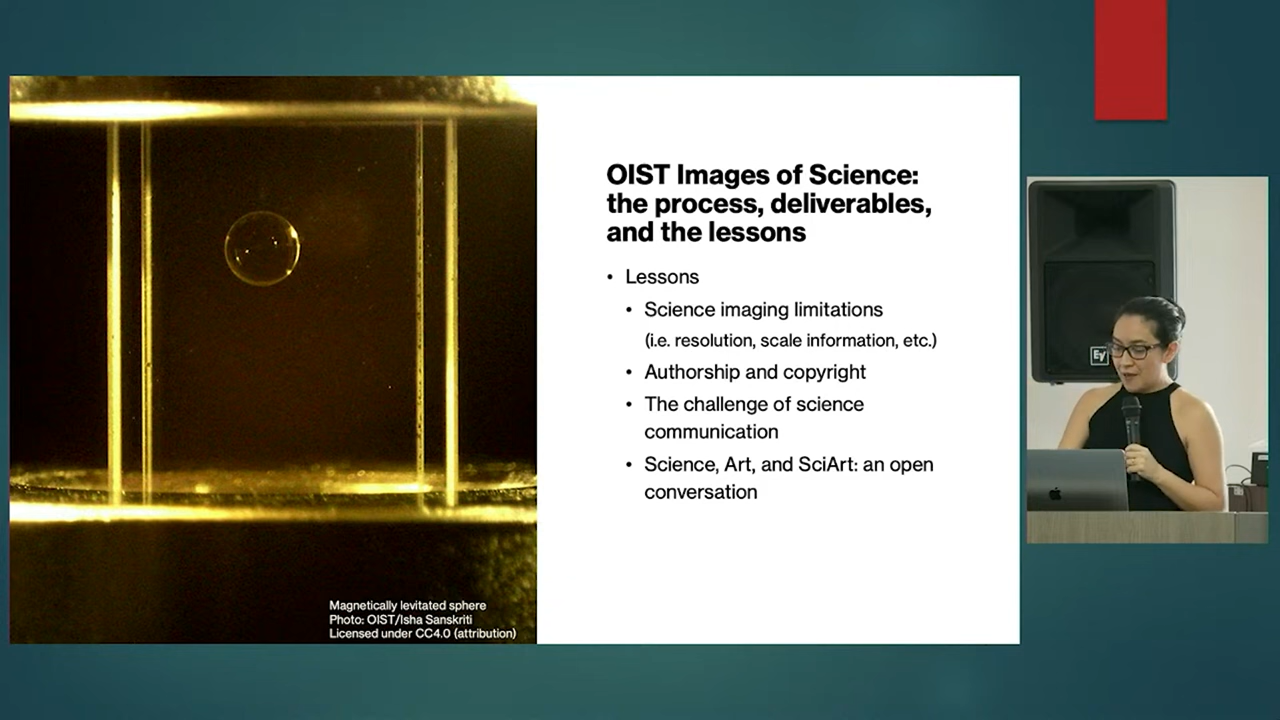 OIST Images of Science:
the process, deliverables,
and the lessons
• Lessons
• Science imaging limitations
(i.e. resolution, scale information, etc.)
• Authorship and copyright
• The challenge of science
communication
• Science, Art, and SciArt: an open
conversation
Magnetically levitated sphere
Photo: OIST/Isha Sanskriti
Licensed under CC4.0 (attribution)
EV